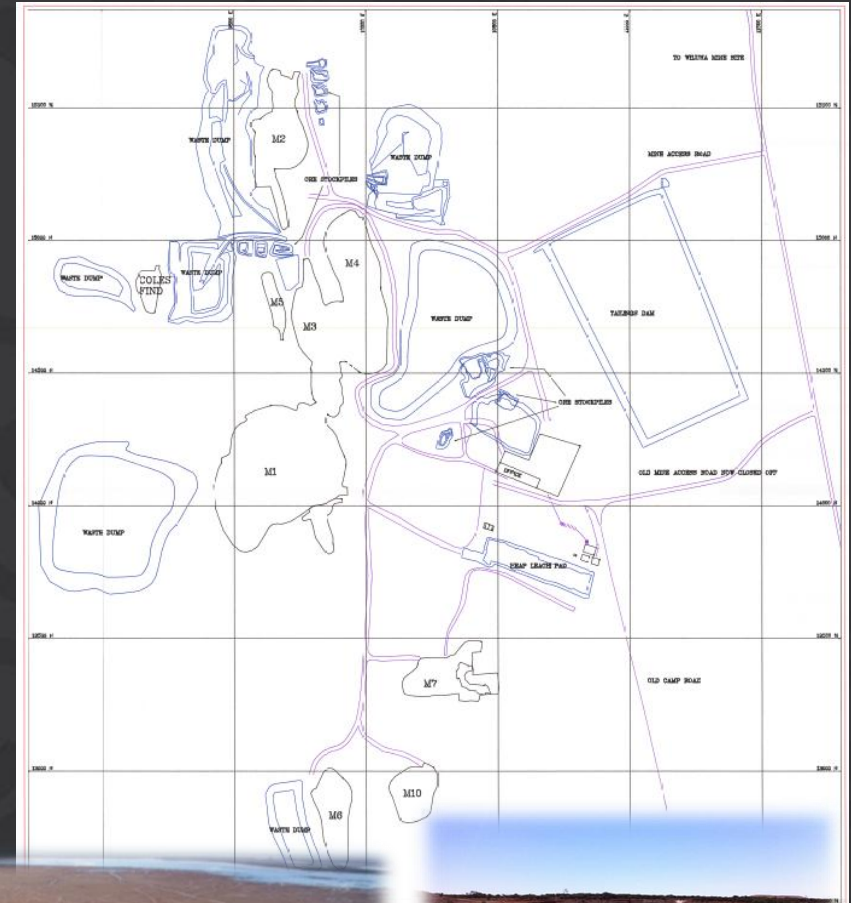 TO WILUNA MINE SITE
WASTE DUMP
M2
MINE ACCESS ROAD
WASTE DUMP
ORE STOCKPILES
M4
WASTE DUMP
WASTE DUMP
COLES
FIND
M5
M3
WASTE DUMP
TAILINGS DAM
ORE STOCKPILES
M1
OFFICE
OLD MINE ACCESS ROAD NOW CLOSED OFF
WASTE DUMP
HEAP LEACH PAD
M7
OLD CAMP ROAD
M10
M6
WASTE DUMP